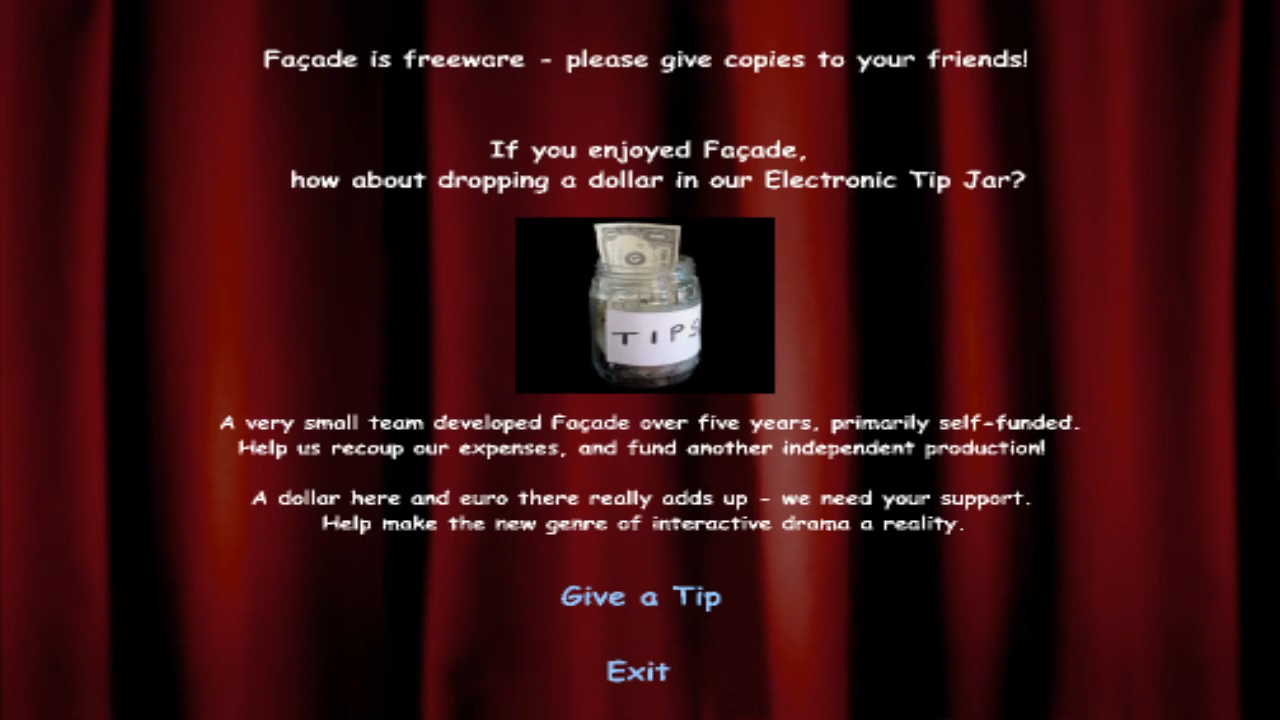 Façade is freeware - please give copies to your friends!
If you enjoyed Façade,
how about dropping a dollar in our Electronic Tip Jar?
TIPS
A very small team developed Façade over five years, primarily self-funded.
Help us recoup our expenses, and fund another independent production!
A dollar here and euro there really adds up - we need your support.
Help make the new genre of interactive drama a reality.
Give a Tip
Exit